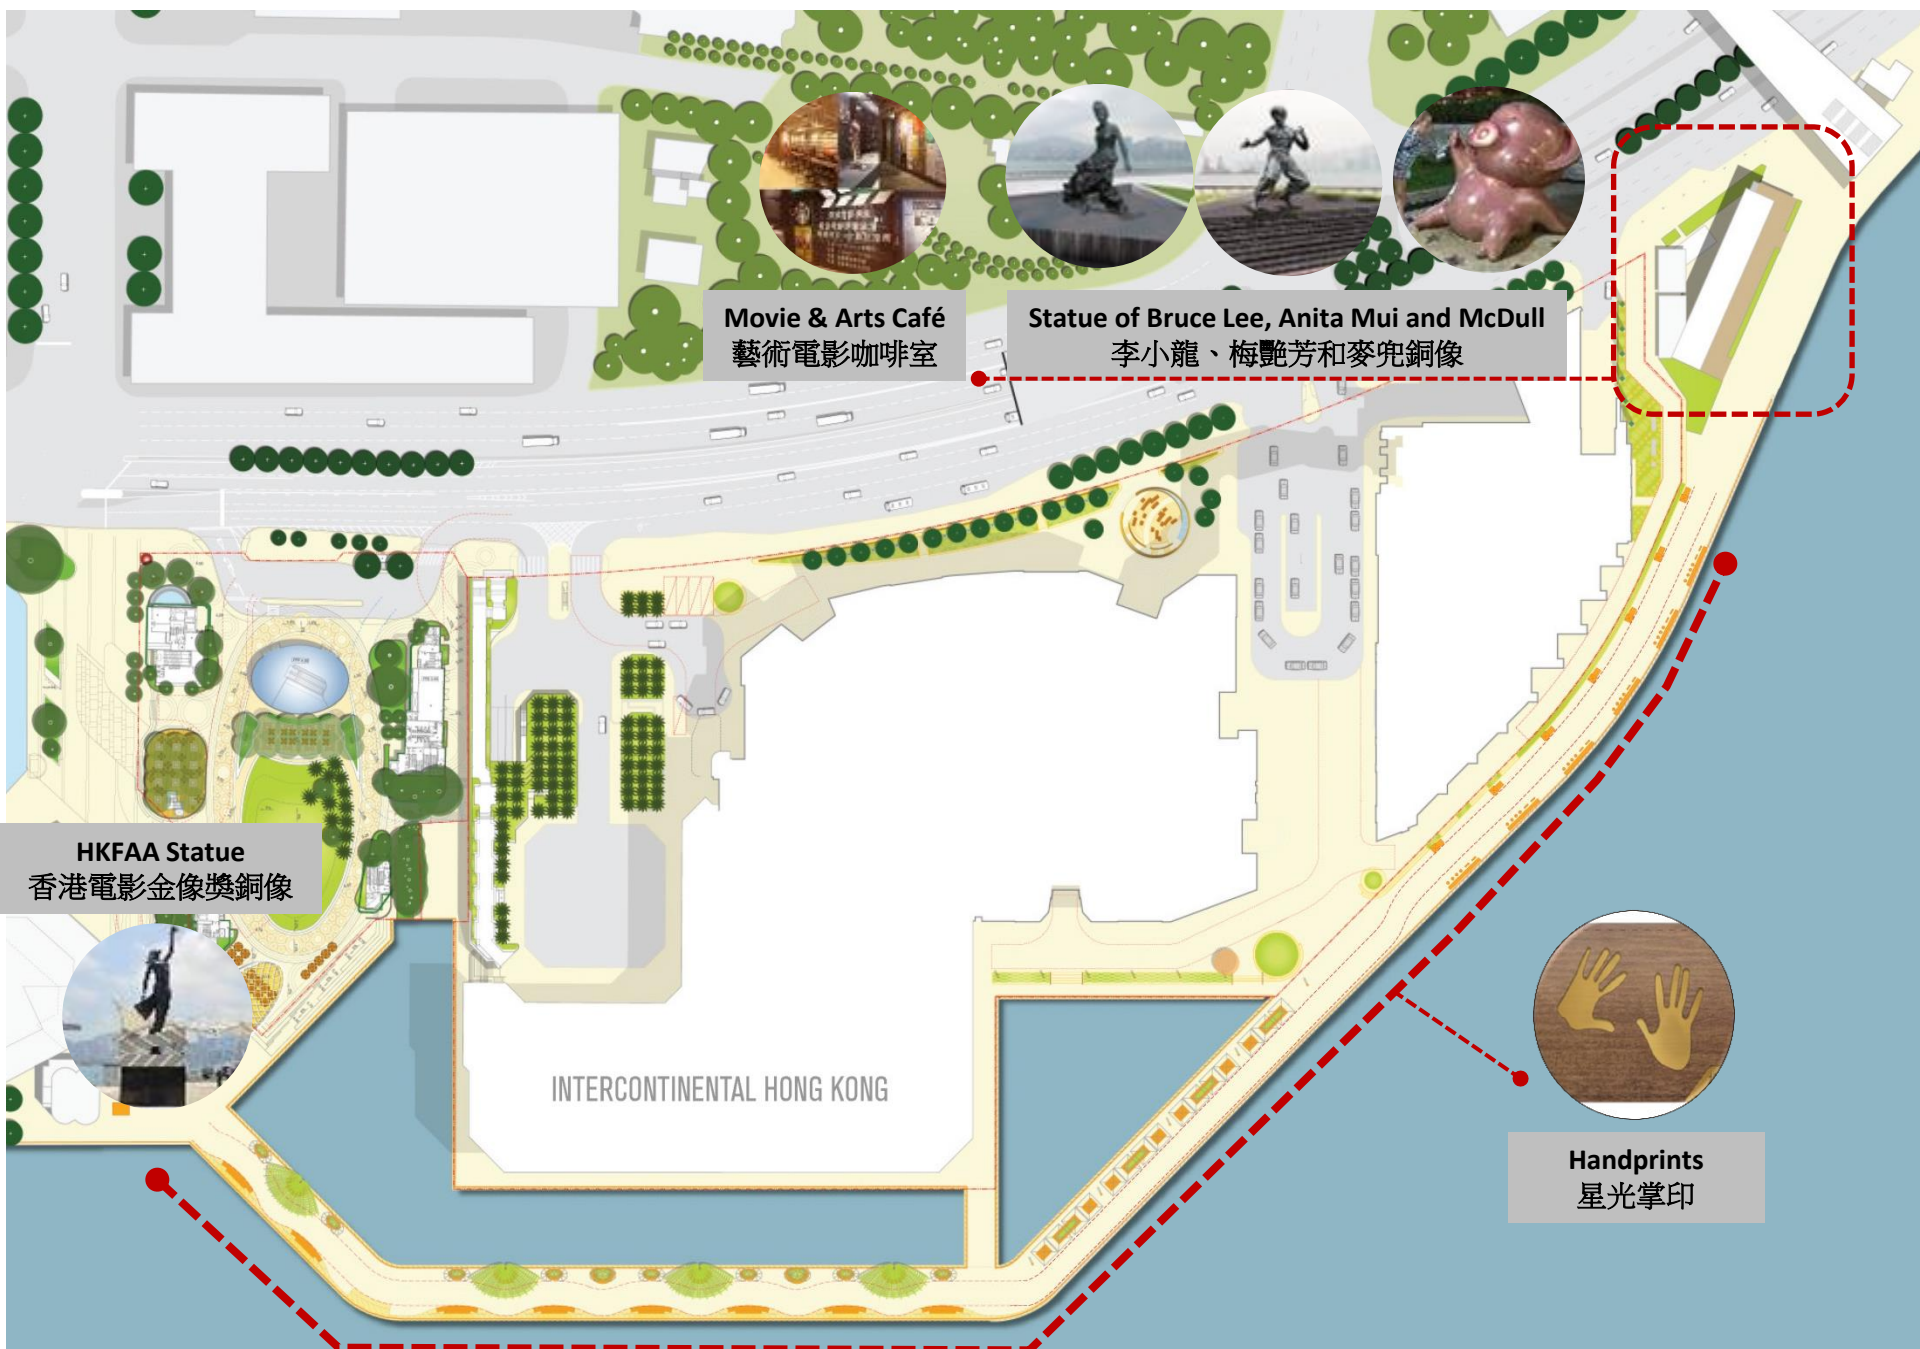 Movie & Arts Café
藝術電影咖啡室
Statue of Bruce Lee, Anita Mui and McDull
李小龍、梅艷芳和麥兜銅像
HKFAA Statue
香港電影金像獎銅像
INTERCONTINENTAL HONG KONG
Handprints
星光掌印